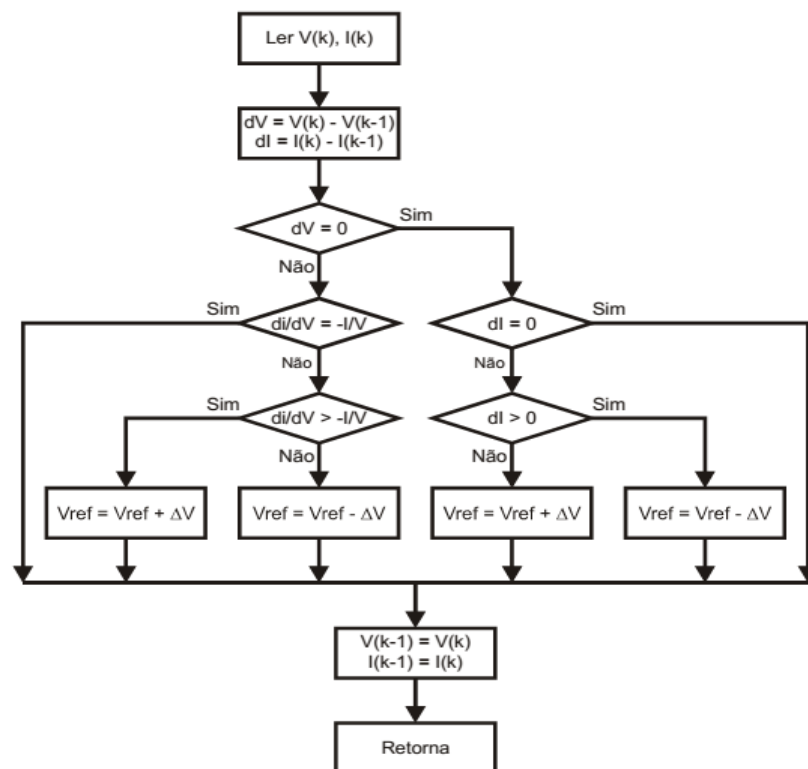 Ler V(k), I(k)
dV = V(k) - V(k-1)
dI = I(k) - I(k-1)
dV = 0
Sim
Não
di/dV = -I/V
Sim
Não
dI = 0
Sim
Não
di/dV > -I/V
Sim
Não
dI > 0
Sim
Não
Vref = Vref + ΔV
Vref = Vref - ΔV
Vref = Vref + ΔV
Vref = Vref - ΔV
V(k-1) = V(k)
I(k-1) = I(k)
Retorna